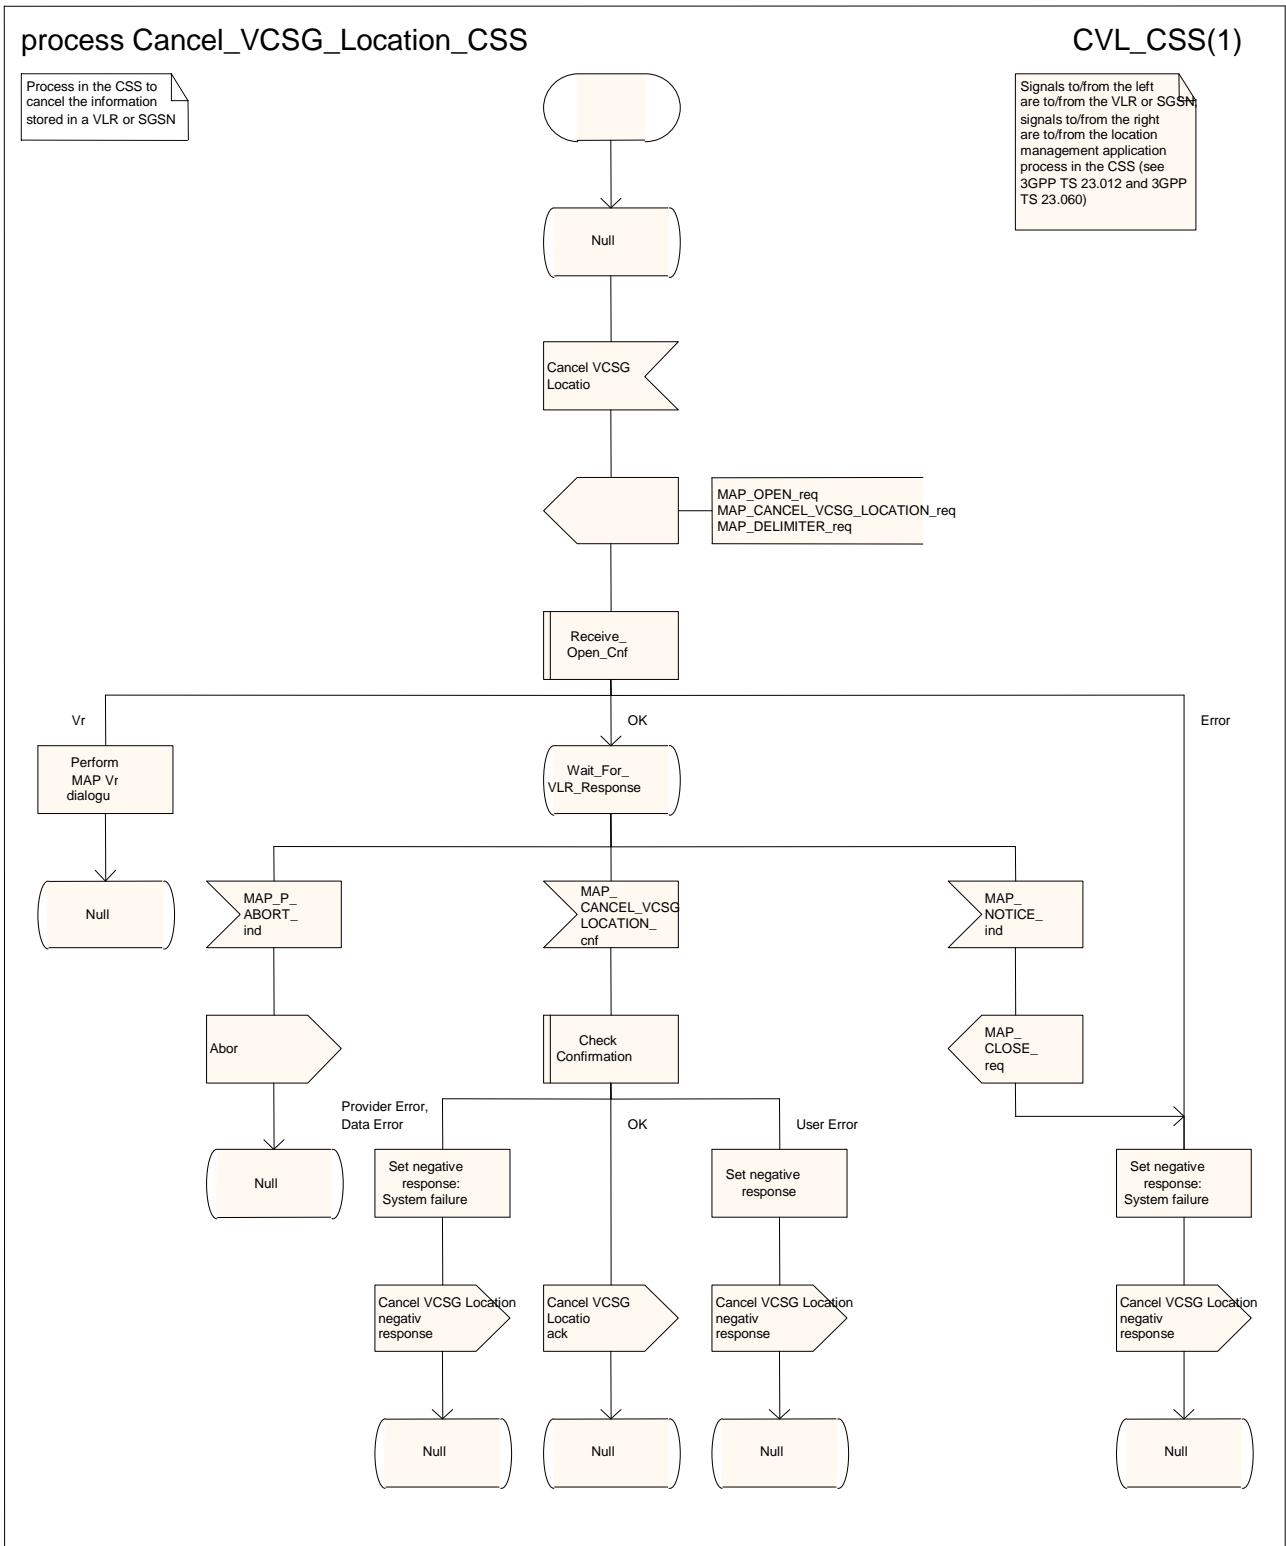 process Cancel_VCSG_Location_CSS
CVL_CSS(1)
Process in the CSS to
cancel the information
stored in a VLR or SGSN
Signals to/from the left
are to/from the VLR or SGSN;
signals to/from the right
are to/from the location
management application
process in the CSS (see
3GPP TS 23.012 and 3GPP
TS 23.060)
Null
Cancel VCSG
Locatio
MAP_OPEN_req
MAP_CANCEL_VCSG_LOCATION_req
MAP_DELIMITER_req
Receive_
Open_Cnf
Vr
OK
Error
Perform
MAP Vr
dialogu
Wait_For_
VLR_Response
Null
MAP_P_
ABORT_
ind
MAP_
CANCEL_VCSG
LOCATION_
cnf
MAP_
NOTICE_
ind
Abor
Check
Confirmation
MAP_
CLOSE_
req
Provider Error,
Data Error
OK
User Error
Null
Set negative
response:
System failure
Set negative
response
Set negative
response:
System failure
Cancel VCSG Location
negativ
response
Cancel VCSG
Locatio
ack
Cancel VCSG Location
negativ
response
Cancel VCSG Location
negativ
response
Null
Null
Null
Null